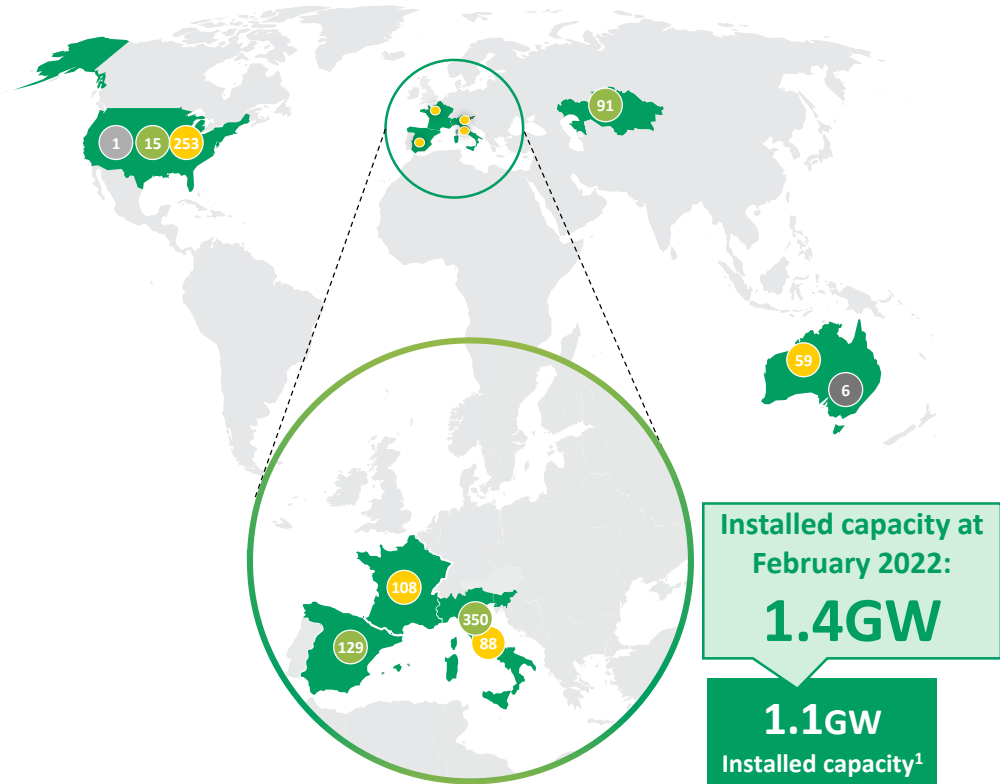 91
1 15 253
59
6
108
350
88
129
Installed capacity at
February 2022:
1.4GW
1.1GW
Installed capacity¹